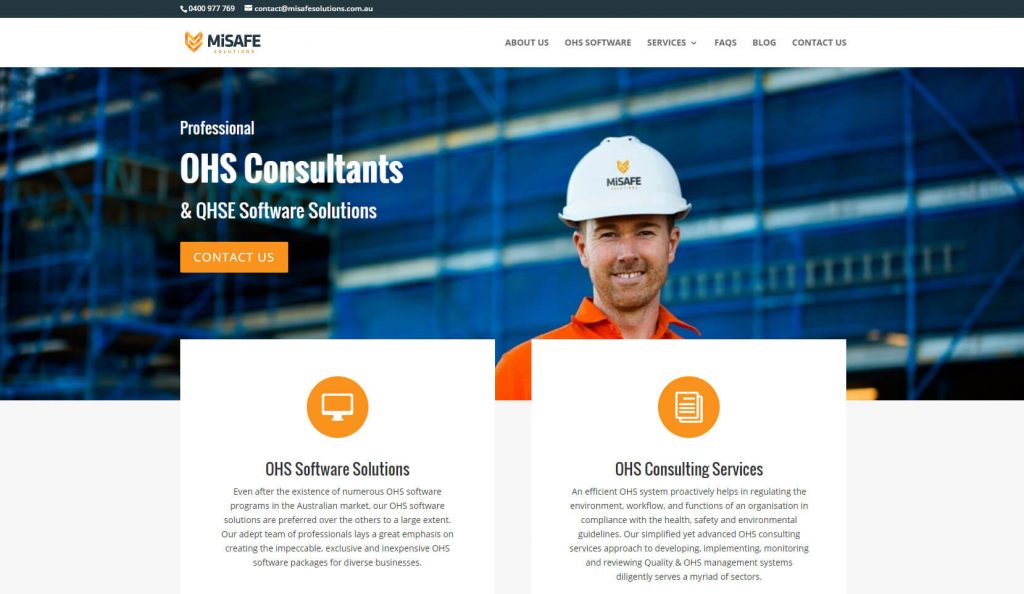 0400 977 769 contact@misafesolutions.com.au
MiSAFE
SOLUTIONS
ABOUT US OHS SOFTWARE SERVICES FAQS BLOG CONTACT US
Professional
OHS Consultants
& QHSE Software Solutions
CONTACT US
MiSAFE
SOLUTIONS
OHS Software Solutions
Even after the existence of numerous OHS software
programs in the Australian market, our OHS software
solutions are preferred over the others to a large extent.
Our adept team of professionals lays a great emphasis on
creating the impeccable, exclusive and inexpensive OHS
software packages for diverse businesses.
OHS Consulting Services
An efficient OHS system proactively helps in regulating the
environment, workflow, and functions of an organisation in
compliance with the health, safety and environmental
guidelines. Our simplified yet advanced OHS consulting
services approach to developing, implementing, monitoring
and reviewing Quality & OHS management systems
diligently serves a myriad of sectors.